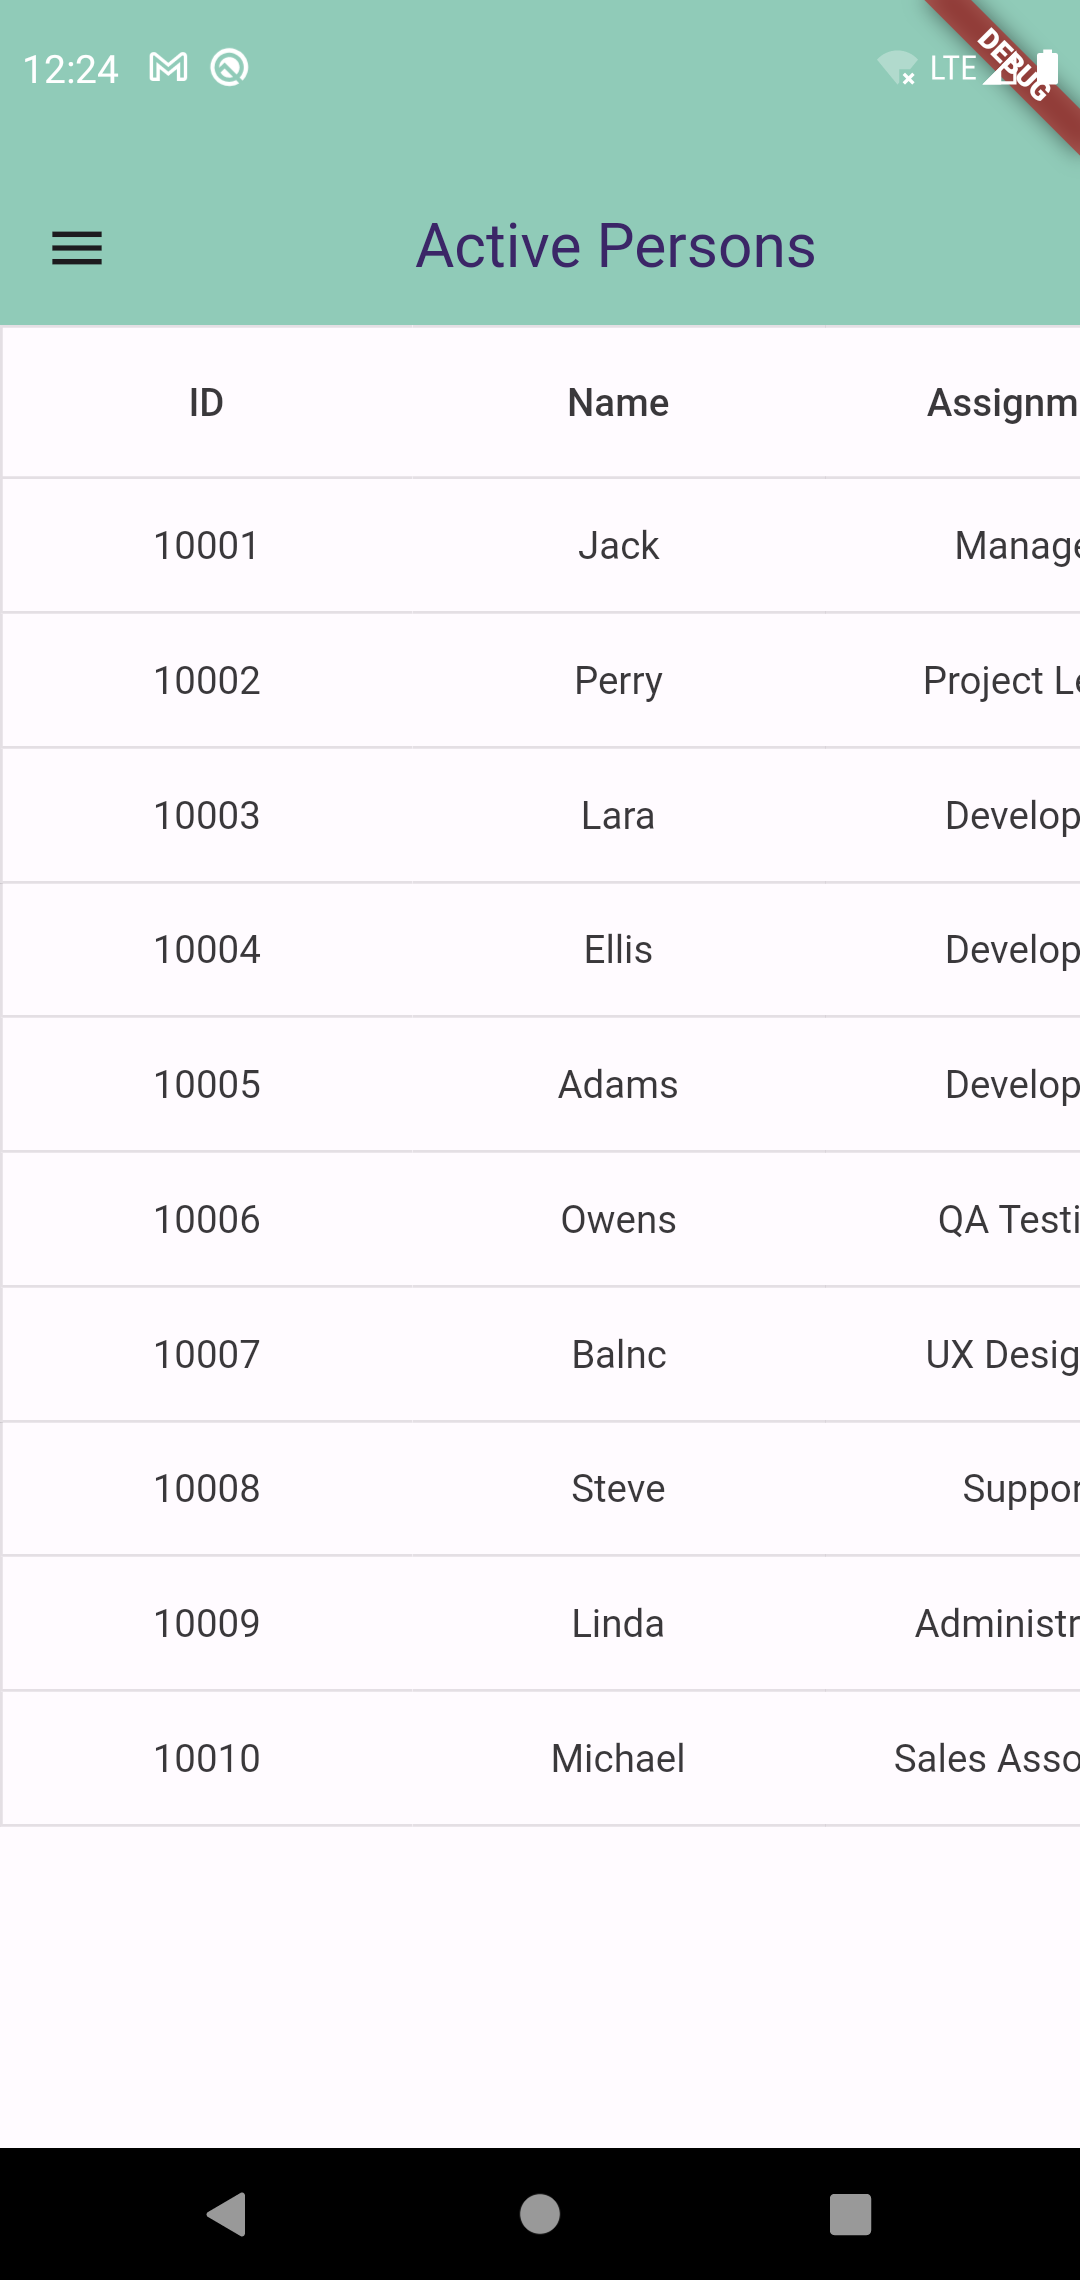 12:24 LTE DEBUG
Active Persons
ID Name Assignm
10001 Jack Manage
10002 Perry Project Le
10003 Lara Develop
10004 Ellis Develop
10005 Adams Develop
10006 Owens QA Testi
10007 Balnc UX Desig
10008 Steve Suppor
10009 Linda Administr
10010 Michael Sales Asso